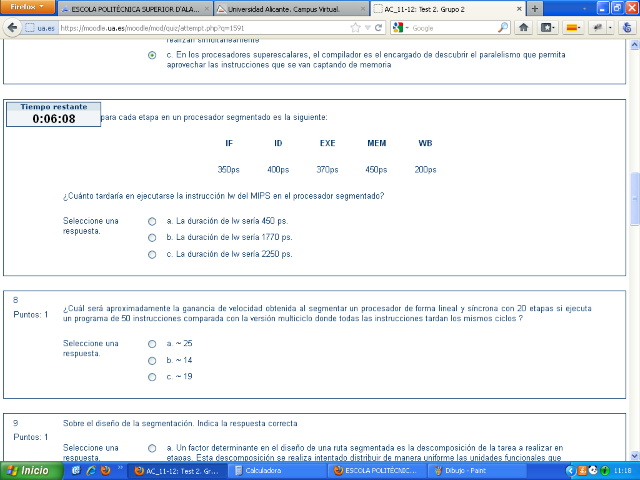 Firefox
ESCOLA POLITÈCNICA SUPERIOR D'ALA...
Universidad Alicante. Campus Virtual.
AC_11-12: Test 2. Grupo 2
ua.es
https://moodle.ua.es/moodle/mod/quiz/attempt.php?q=1591
Google
realizan simultáneamente
c. En los procesadores superescalares, el compilador es el encargado de descubrir el paralelismo que permita
aprovechar las instrucciones que se van captando de memoria
Tiempo restante
0:06:08
para cada etapa en un procesador segmentado es la siguiente:
IF ID EXE MEM WB
350ps 400ps 370ps 450ps 200ps
¿Cuánto tardaría en ejecutarse la instrucción lw del MIPS en el procesador segmentado?
Seleccione una
respuesta.
a. La duración de lw sería 450 ps.
b. La duración de lw sería 1770 ps.
c. La duración de lw sería 2250 ps.
8
Puntos: 1
¿Cuál será aproximadamente la ganancia de velocidad obtenida al segmentar un procesador de forma lineal y síncrona con 20 etapas si ejecuta
un programa de 50 instrucciones comparada con la versión multiciclo donde todas las instrucciones tardan los mismos ciclos ?
Seleccione una
respuesta.
a. ~ 25
b. ~ 14
c. ~ 19
9
Puntos: 1
Sobre el diseño de la segmentación. Indica la respuesta correcta
Seleccione una
respuesta.
a. Un factor determinante en el diseño de una ruta segmentada es la descomposición de la tarea a realizar en
etapas. Esta descomposición se realiza intentado distribuir de manera uniforme las unidades funcionales que
Inicio
AC_11-12: Test 2. Gr...
Calculadora
ESCOLA POLITÈCNIC...
Dibujo - Paint
11:18